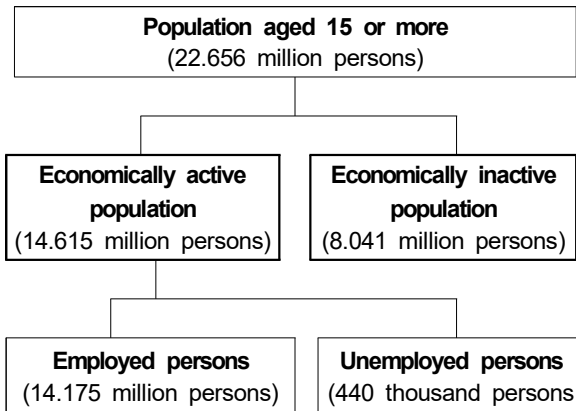 Population aged 15 or more
(22.656 million persons)
Economically active
population
(14.615 million persons)
Economically inactive
population
(8.041 million persons)
Employed persons
(14.175 million persons)
Unemployed persons
(440 thousand persons